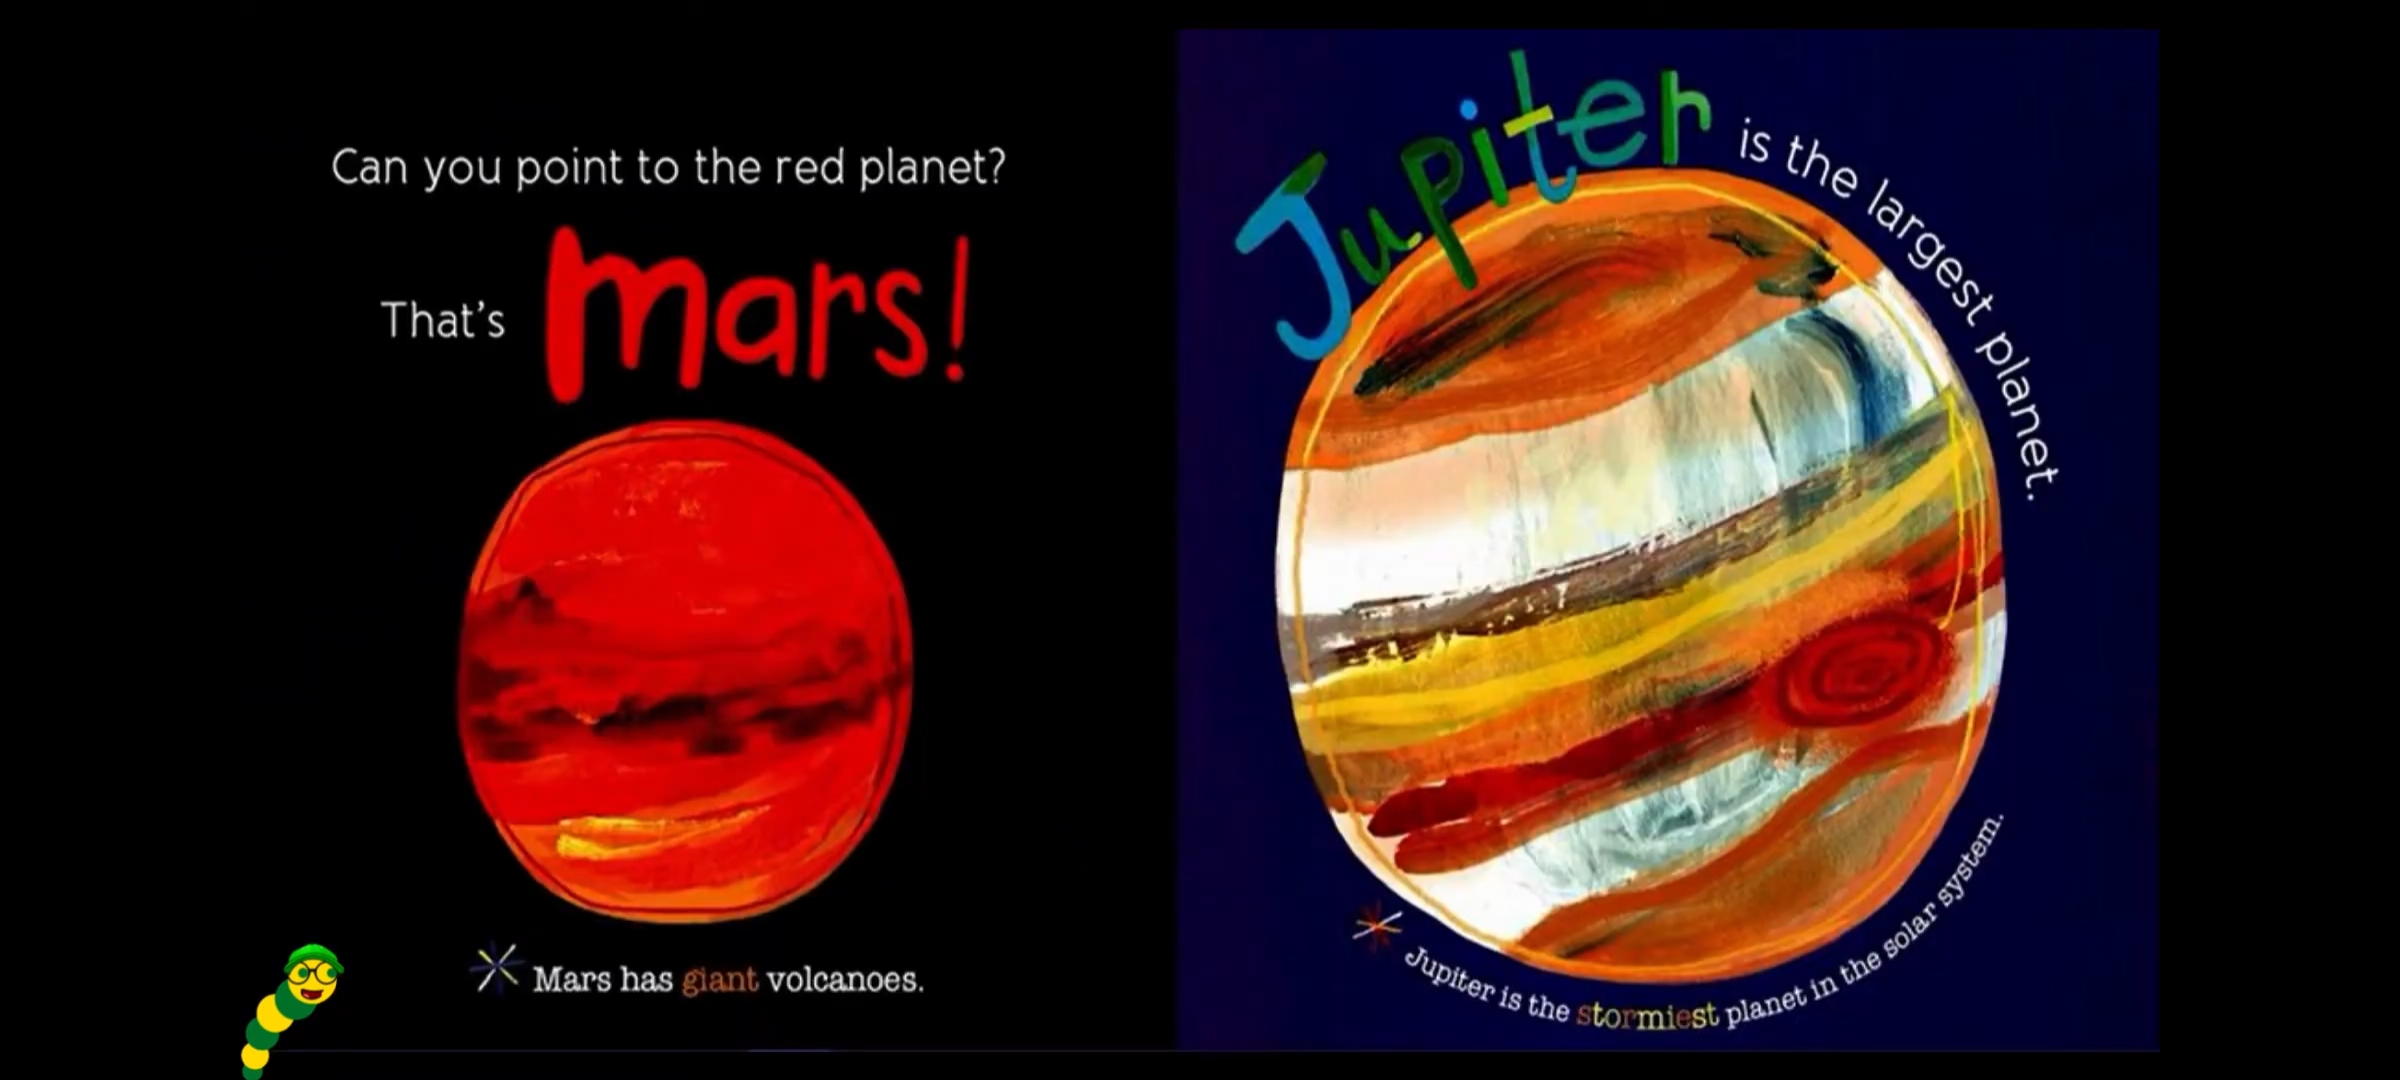 Can you point to the red planet?
That's mars!
Mars has giant volcanoes.
Jupiter is the largest planet.
Jupiter is the stormiest planet in the solar system.